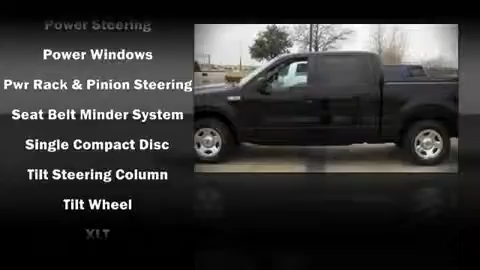 Power Steering
Power Windows
Pwr Rack & Pinion Steering
Seat Belt Minder System
Single Compact Disc
Tilt Steering Column
Tilt Wheel
XLT